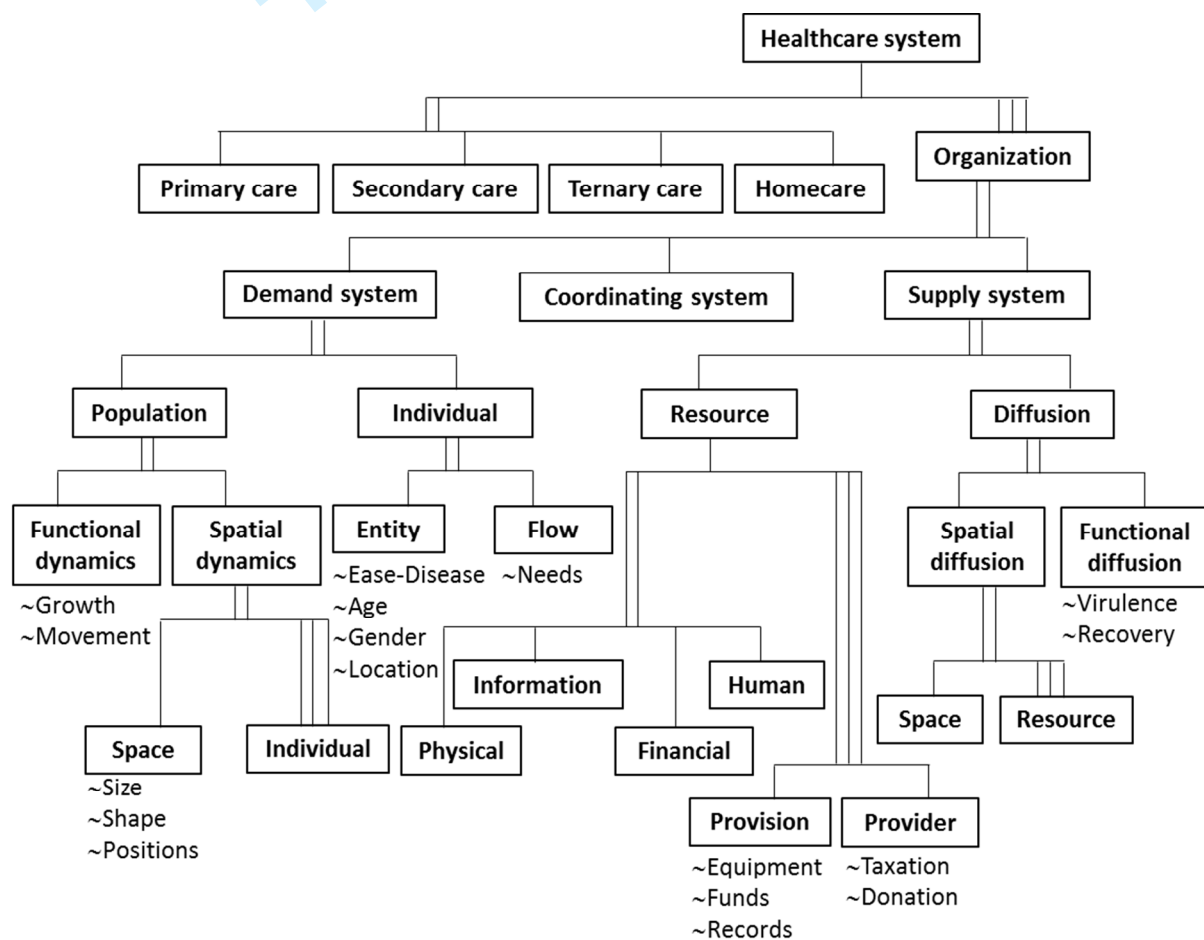 Healthcare system
Organization
Primary care
Secondary care
Ternary care
Homecare
Demand system
Coordinating system
Supply system
Population
Individual
Resource
Diffusion
Functional
dynamics
~Growth
~Movement
Spatial
dynamics
Entity
~Ease-Disease
~Age
~Gender
~Location
Flow
~Needs
Spatial
diffusion
Functional
diffusion
~Virulence
~Recovery
Information
Human
Space
Resource
Space
~Size
~Shape
~Positions
Individual
Physical
Financial
Provision
~Equipment
~Funds
~Records
Provider
~Taxation
~Donation